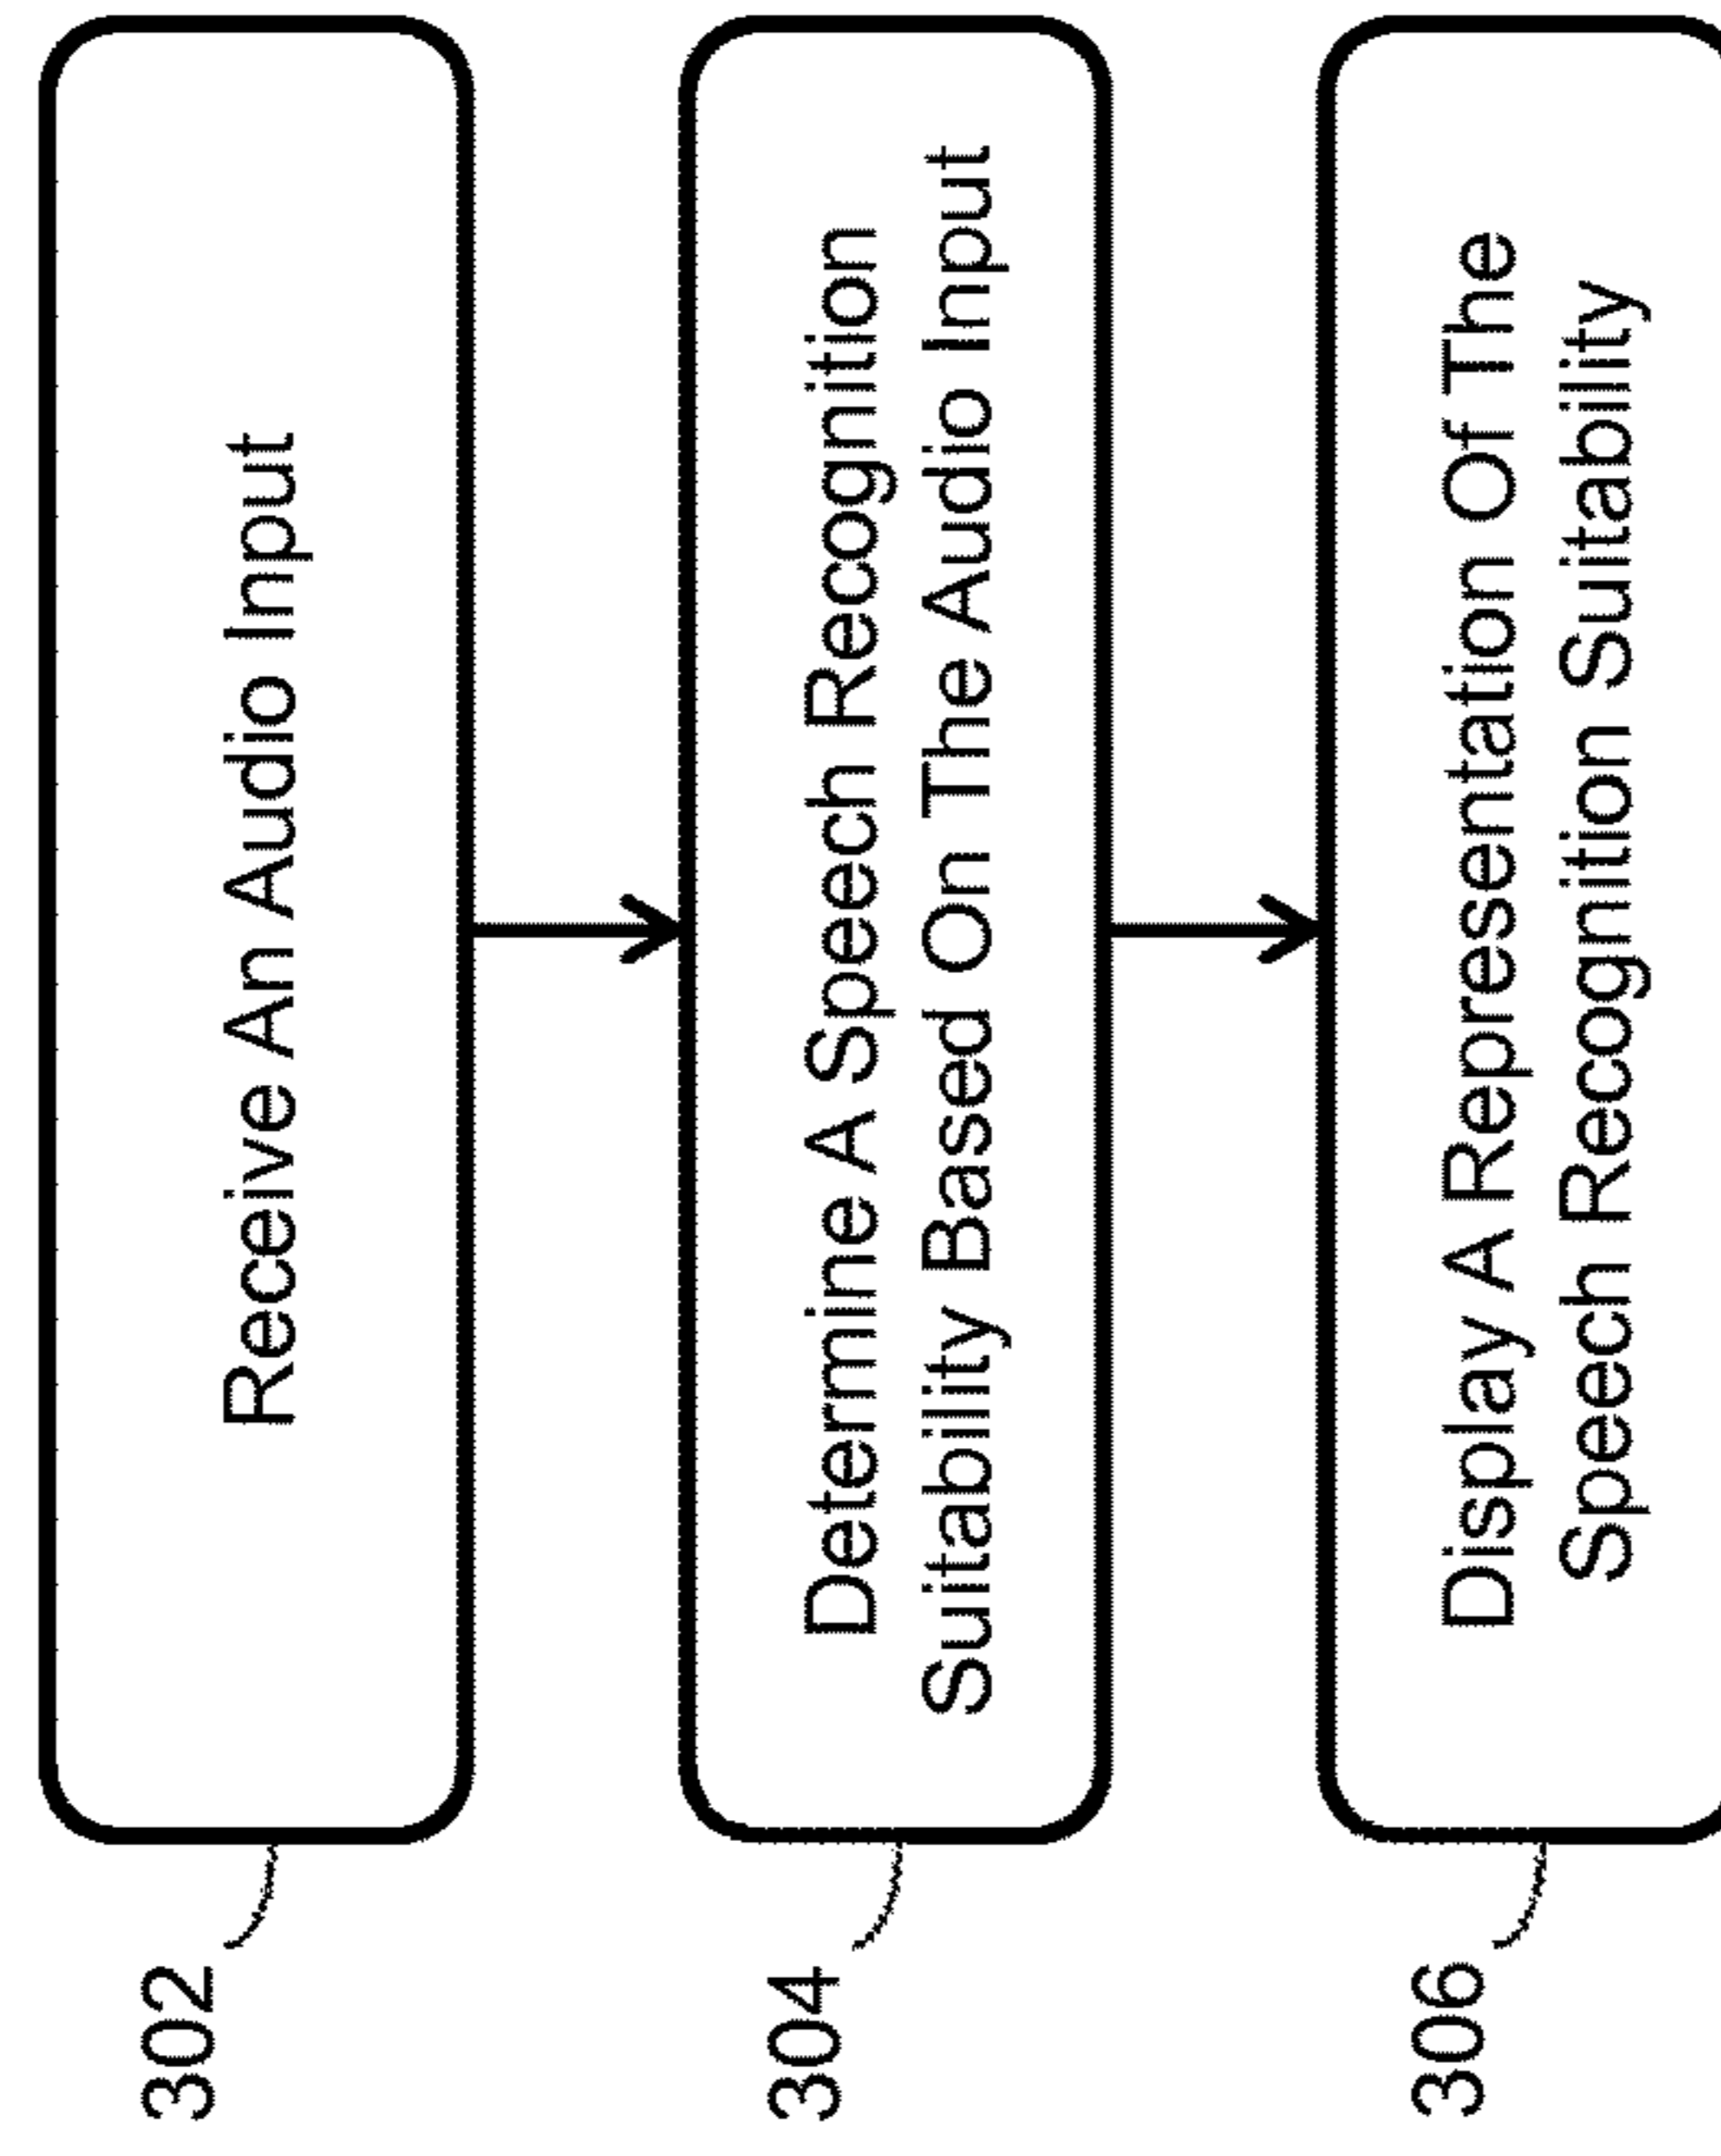 302
Receive An Audio Input
304
Determine A Speech Recognition
Suitability Based On The Audio Input
306
Display A Representation Of The
Speech Recognition Suitability